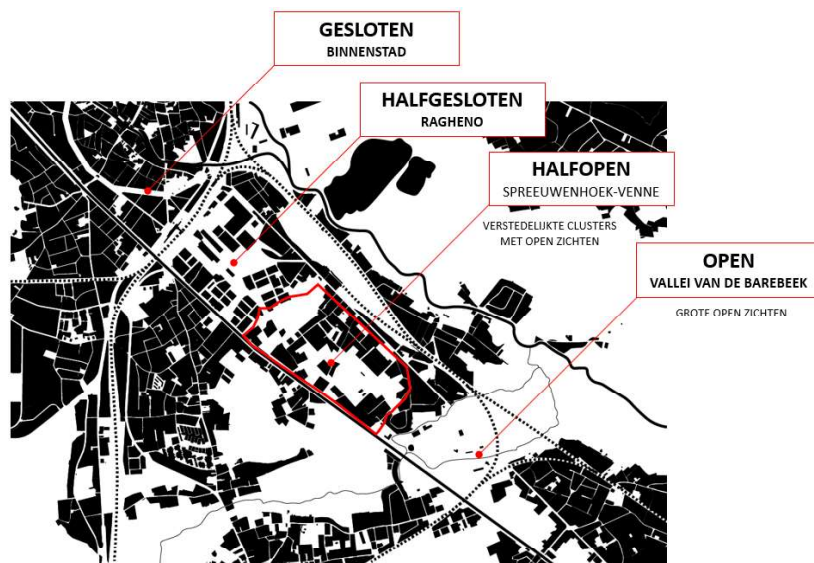 GESLOTEN
BINNENSTAD
HALFGESLOTEN
RAGHENO
HALFOPEN
SPREEUWENHOEK-VENNE
VERSTEDELIJKTE CLUSTERS
MET OPEN ZICHTEN
OPEN
VALLEI VAN DE BAREBEEK
GROTE OPEN ZICHTEN